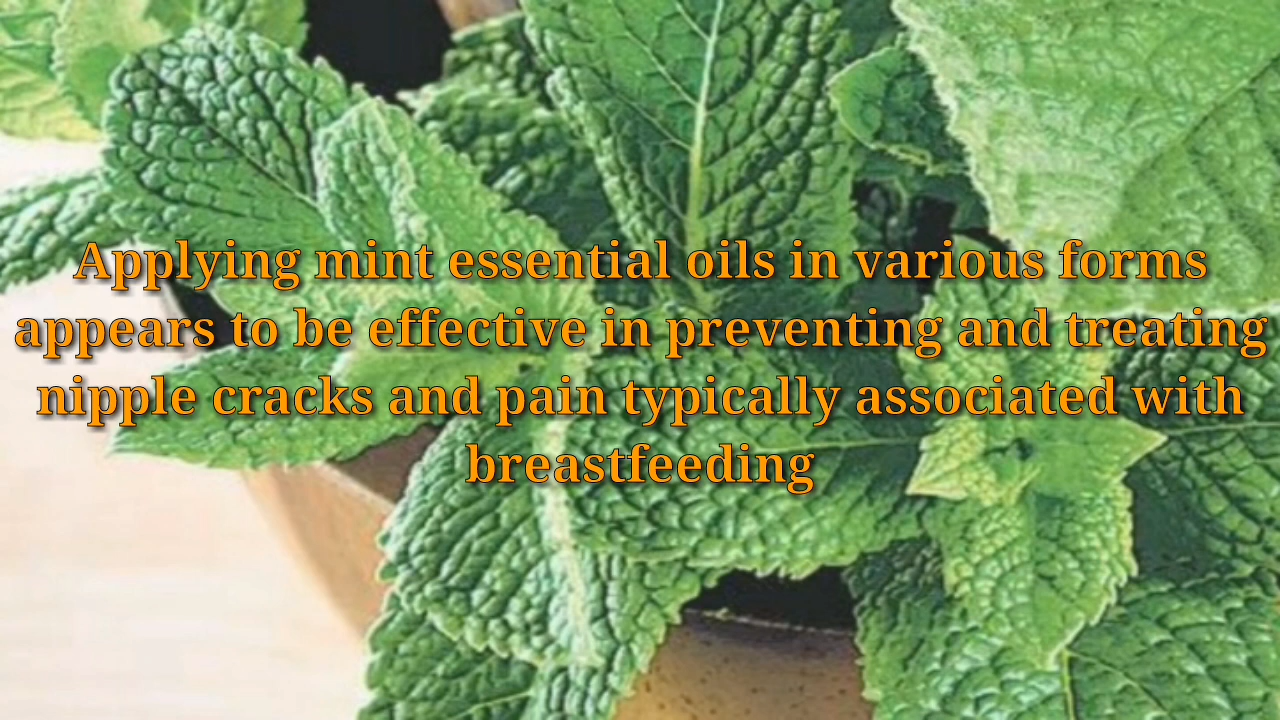 Applying mint essential oils in various forms
appears to be effective in preventing and treating
nipple cracks and pain typically associated with
breastfeeding